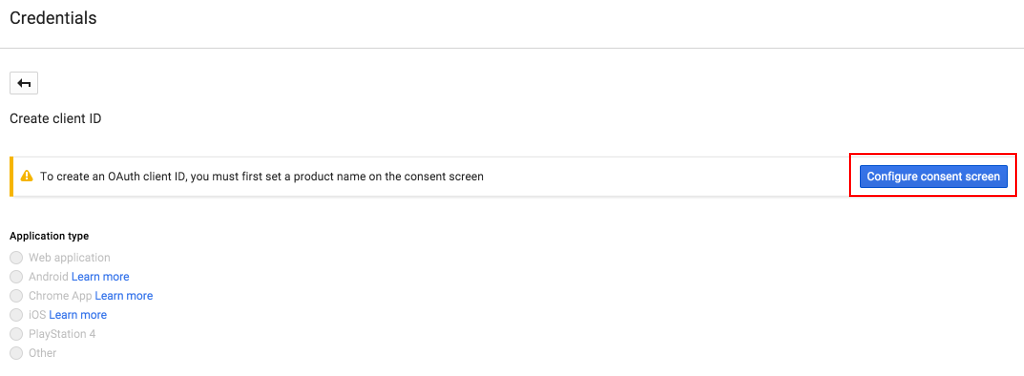 Credentials
Create client ID
To create an OAuth client ID, you must first set a product name on the consent screen
Configure consent screen
Application type
Web application
Android Learn more
Chrome App Learn more
iOS Learn more
PlayStation 4
Other